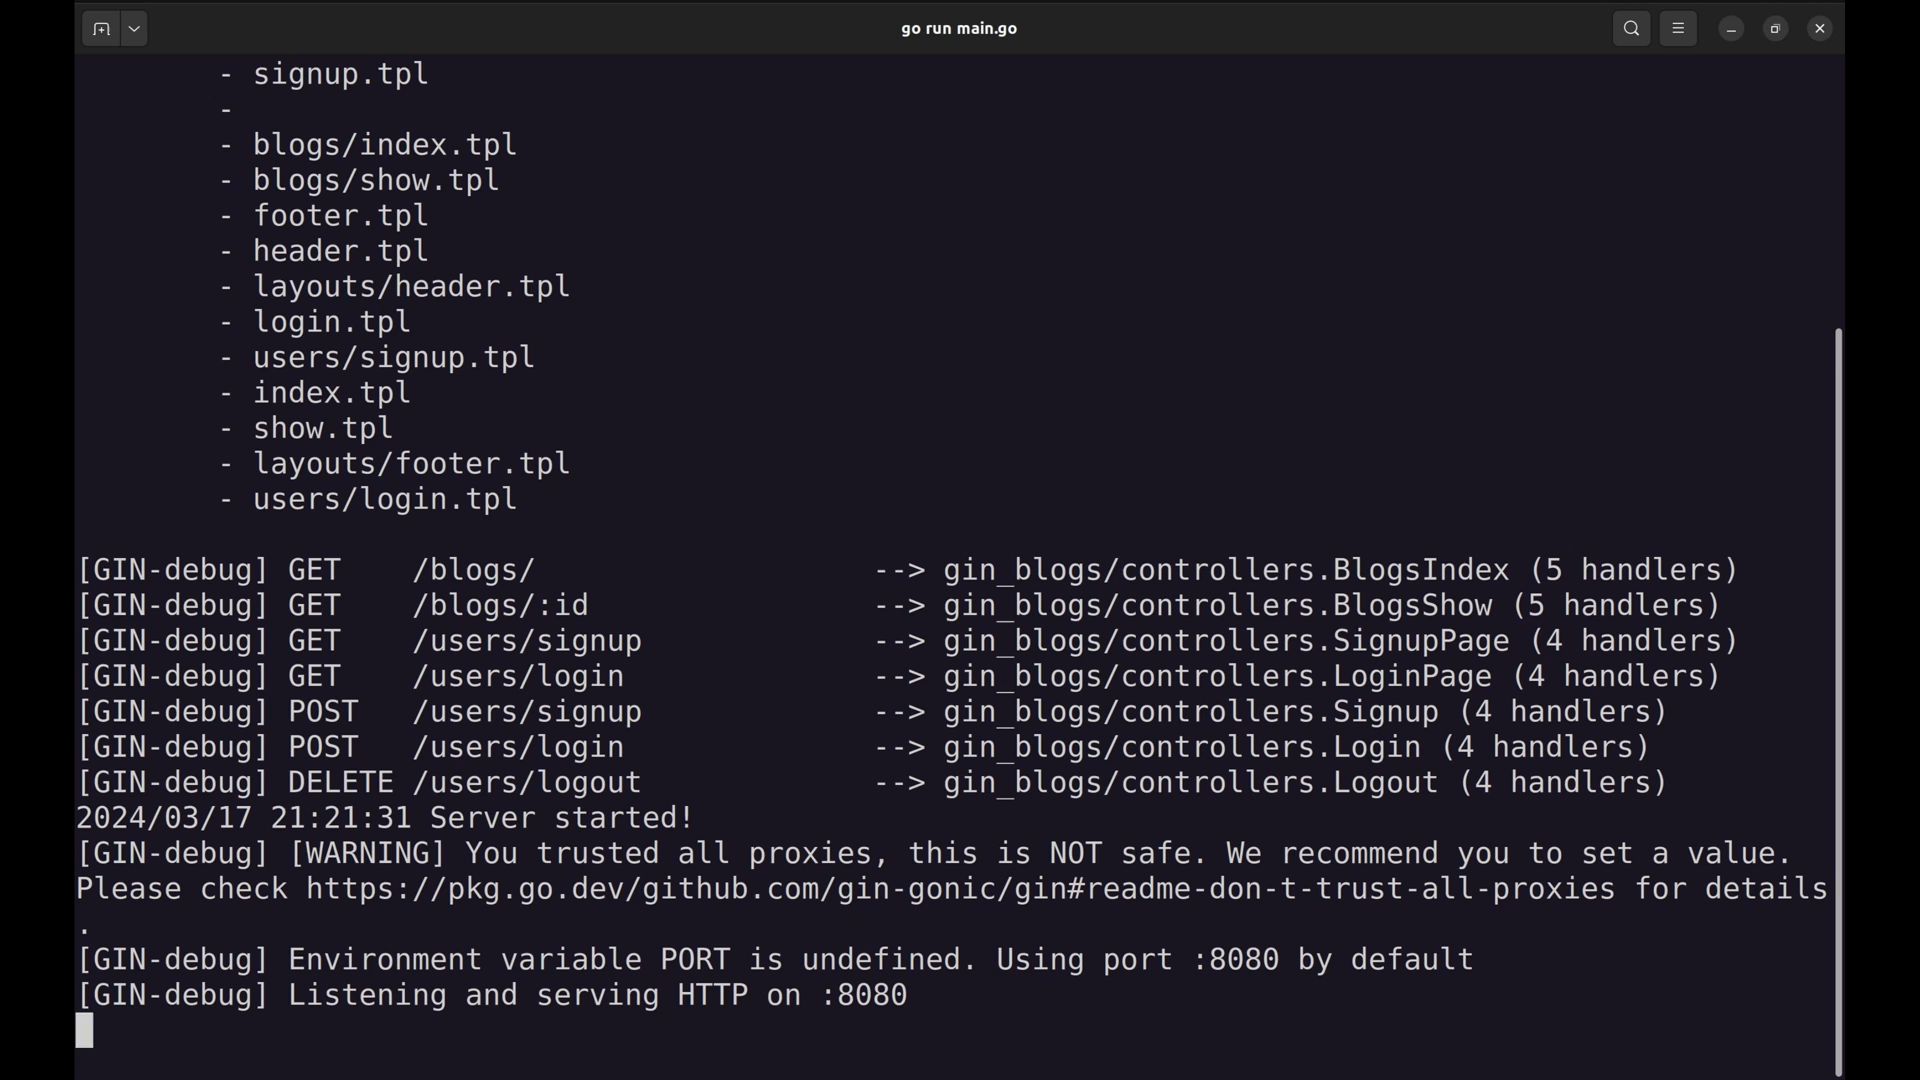 go run main.go
- signup.tpl
-
- blogs/index.tpl
- blogs/show.tpl
- footer.tpl
- header.tpl
- layouts/header.tpl
- login.tpl
- users/signup.tpl
- index.tpl
- show.tpl
- layouts/footer.tpl
- users/login.tpl
[GIN-debug] GET    /blogs/                   --> gin_blogs/controllers.BlogsIndex (5 handlers)
[GIN-debug] GET    /blogs/:id                --> gin_blogs/controllers.BlogsShow (5 handlers)
[GIN-debug] GET    /users/signup             --> gin_blogs/controllers.SignupPage (4 handlers)
[GIN-debug] GET    /users/login              --> gin_blogs/controllers.LoginPage (4 handlers)
[GIN-debug] POST   /users/signup             --> gin_blogs/controllers.Signup (4 handlers)
[GIN-debug] POST   /users/login              --> gin_blogs/controllers.Login (4 handlers)
[GIN-debug] DELETE /users/logout             --> gin_blogs/controllers.Logout (4 handlers)
2024/03/17 21:21:31 Server started!
[GIN-debug] [WARNING] You trusted all proxies, this is NOT safe. We recommend you to set a value.
Please check https://pkg.go.dev/github.com/gin-gonic/gin#readme-don-t-trust-all-proxies for details
.
[GIN-debug] Environment variable PORT is undefined. Using port :8080 by default
[GIN-debug] Listening and serving HTTP on :8080